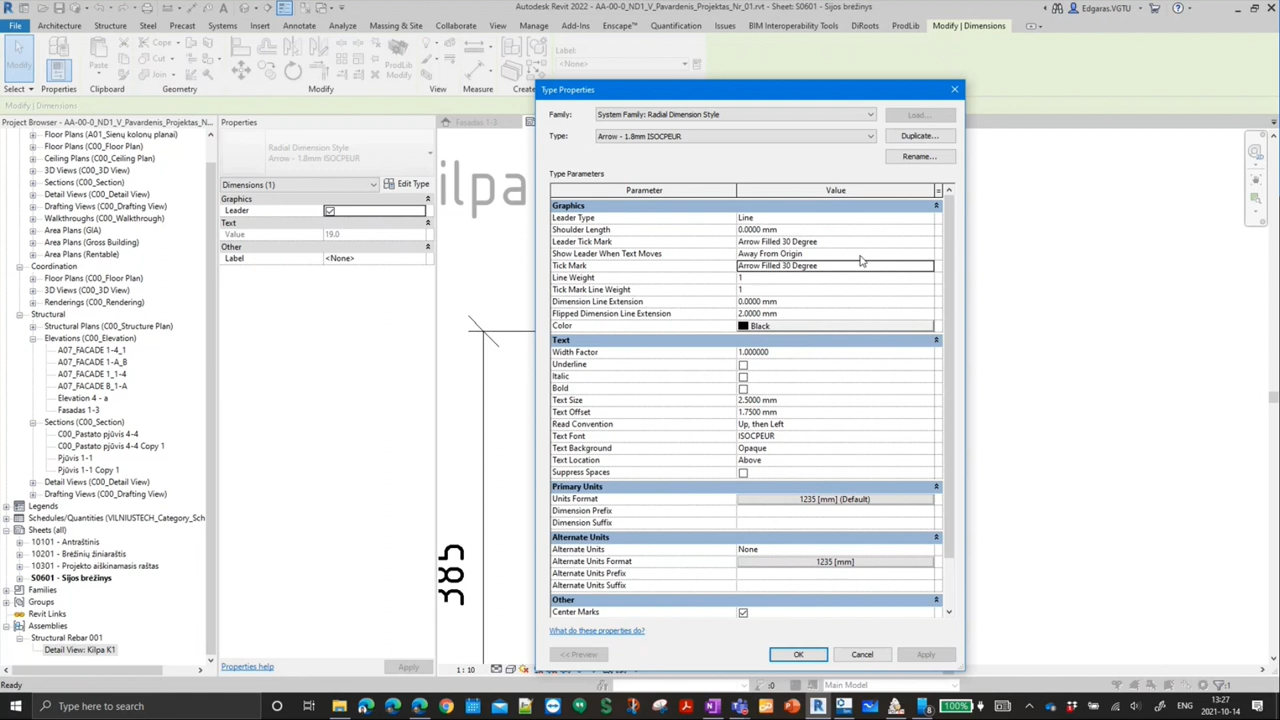 Autodesk Revit 2022 - AA-00-0_ND1_V_Pavardenis_Projektas_Nr_01.rvt - Sheet: S0601 - Sijos brėžinys
Edgaras.VGTU
File Architecture Structure Steel Precast Systems Insert Annotate Analyze Massing & Site Collaborate View Manage Add-Ins Enscape™ Quantification Issues BIM Interoperability Tools DiRoots ProdLib Modify | Dimensions
Modify
Paste
Cope
Cut
Join
ProdLib
Modify
Label:
<None>
Select Properties Clipboard Geometry Modify View Measure Create
Modify | Dimensions
Project Browser - AA-00-0_ND1_V_Pavardenis_Projektas_N...
Floor Plans (A01_Sienų kolonų planai)
Floor Plans (C00_Floor Plan)
Ceiling Plans (C00_Ceiling Plan)
3D Views (C00_3D View)
Sections (C00_Section)
Detail Views (C00_Detail View)
Drafting Views (C00_Drafting View)
Walkthroughs (C00_Walkthrough)
Area Plans (GIA)
Area Plans (Gross Building)
Area Plans (Rentable)
Coordination
Floor Plans (C00_Floor Plan)
3D Views (C00_3D View)
Renderings (C00_Rendering)
Structural
Structural Plans (C00_Structure Plan)
Elevations (C00_Elevation)
A07_FACADE 1-4_1
A07_FACADE 1-A_B
A07_FACADE 1_1-4
A07_FACADE B_1-A
Elevation 4 - a
Fasadas 1-3
Sections (C00_Section)
C00_Pastato pjūvis 4-4
C00_Pastato pjūvis 4-4 Copy 1
Pjūvis 1-1
Pjūvis 1-1 Copy 1
Detail Views (C00_Detail View)
Drafting Views (C00_Drafting View)
Legends
Schedules/Quantities (VILNIUSTECH_Category_Sch
Sheets (all)
10101 - Antraštinis
10201 - Brėžinių žiniaraštis
10301 - Projekto aiškinamasis raštas
S0601 - Sijos brėžinys
Families
Groups
Revit Links
Assemblies
Structural Rebar 001
Detail View: Kilpa K1
Properties
Radial Dimension Style
Arrow - 1.8mm ISOCPEUR
Dimensions (1)
Edit Type
Graphics
Leader
Text
Value 19.0
Other
Label <None>
Properties help
Apply
Fasadas 1-3
ilpa
385
1 : 10
Type Properties
Family: System Family: Radial Dimension Style Load...
Type: Arrow - 1.8mm ISOCPEUR Duplicate...
Rename...
Type Parameters
Parameter Value =
Graphics
Leader Type Line
Shoulder Length 0.0000 mm
Leader Tick Mark Arrow Filled 30 Degree
Show Leader When Text Moves Away From Origin
Tick Mark Arrow Filled 30 Degree
Line Weight 1
Tick Mark Line Weight 1
Dimension Line Extension 0.0000 mm
Flipped Dimension Line Extension 2.0000 mm
Color Black
Text
Width Factor 1.000000
Underline
Italic
Bold
Text Size 2.5000 mm
Text Offset 1.7500 mm
Read Convention Up, then Left
Text Font ISOCPEUR
Text Background Opaque
Text Location Above
Suppress Spaces
Primary Units
Units Format 1235 [mm] (Default)
Dimension Prefix
Dimension Suffix
Alternate Units
Alternate Units None
Alternate Units Format 1235 [mm]
Alternate Units Prefix
Alternate Units Suffix
Other
Center Marks
What do these properties do?
<< Preview OK Cancel Apply
Ready
:0
Main Model
:1
Type here to search
100%
13:27
2021-10-14